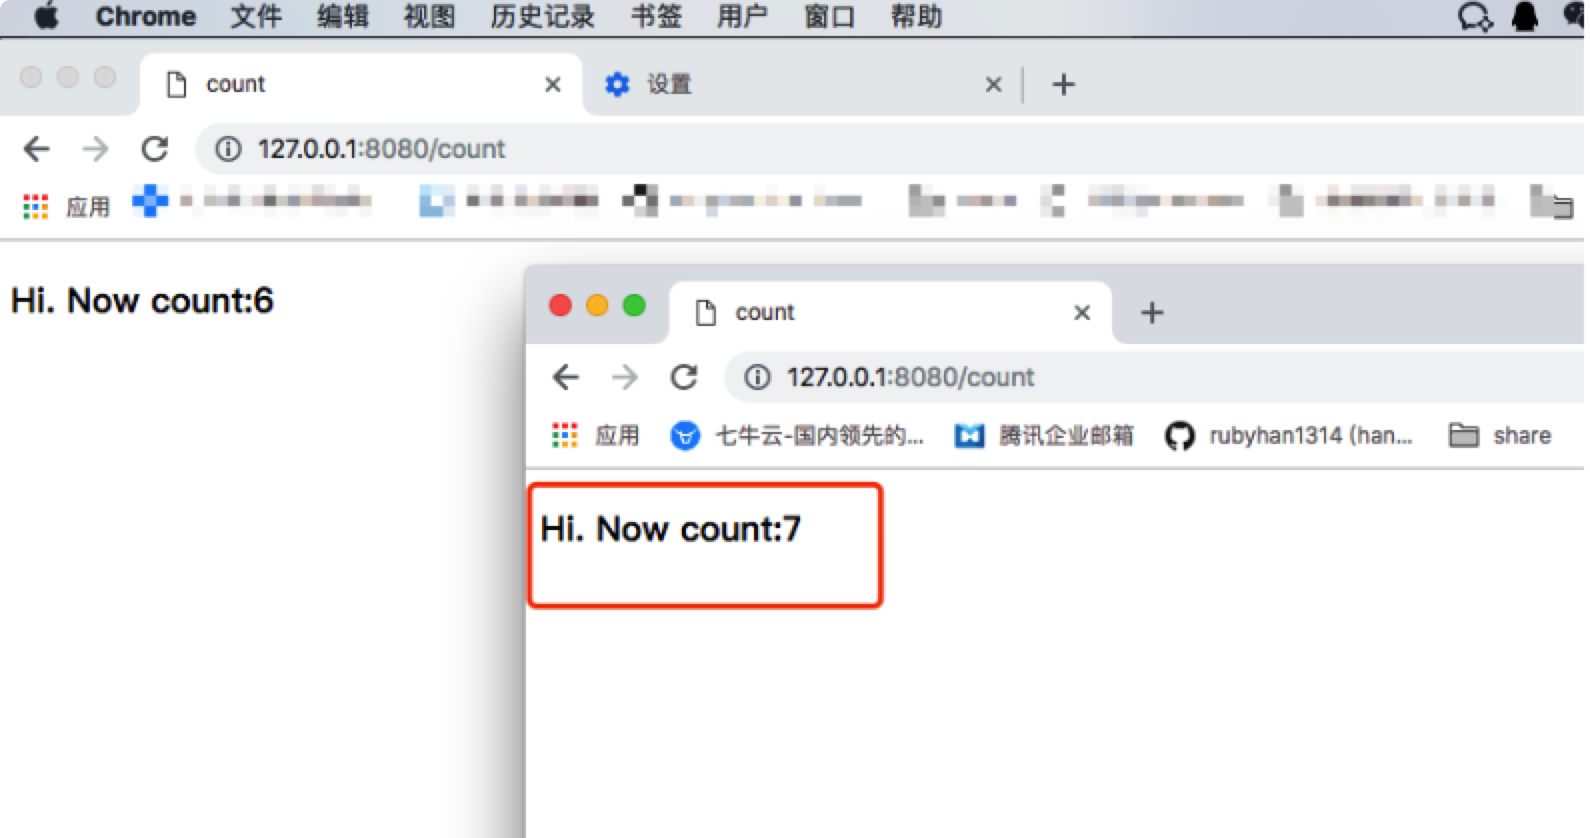 Chrome 文件 编辑 视图 历史记录 书签 用户 窗口 帮助
count 设置
127.0.0.1:8080/count
应用
Hi. Now count:6
count
127.0.0.1:8080/count
应用 七牛云-国内领先的... 腾讯企业邮箱 rubyhan1314 (han... share
Hi. Now count:7